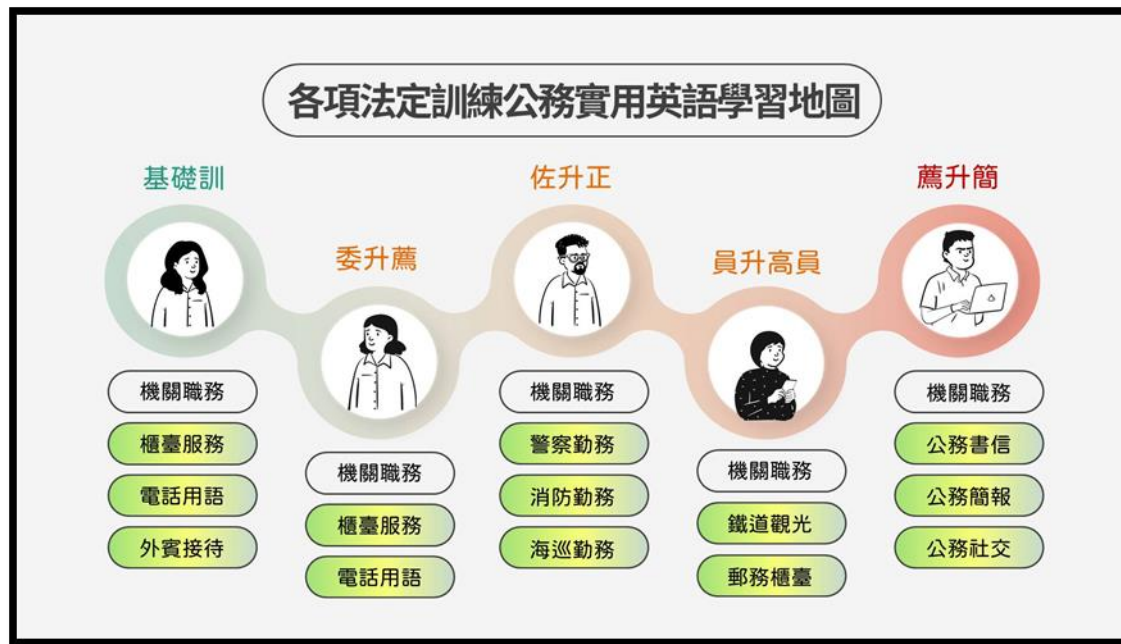 各項法定訓練公務實用英語學習地圖
基礎訓
機關職務
櫃臺服務
電話用語
外賓接待
委升薦
機關職務
櫃臺服務
電話用語
佐升正
機關職務
警察勤務
消防勤務
海巡勤務
員升高員
機關職務
鐵道觀光
郵務櫃臺
薦升簡
機關職務
公務書信
公務簡報
公務社交